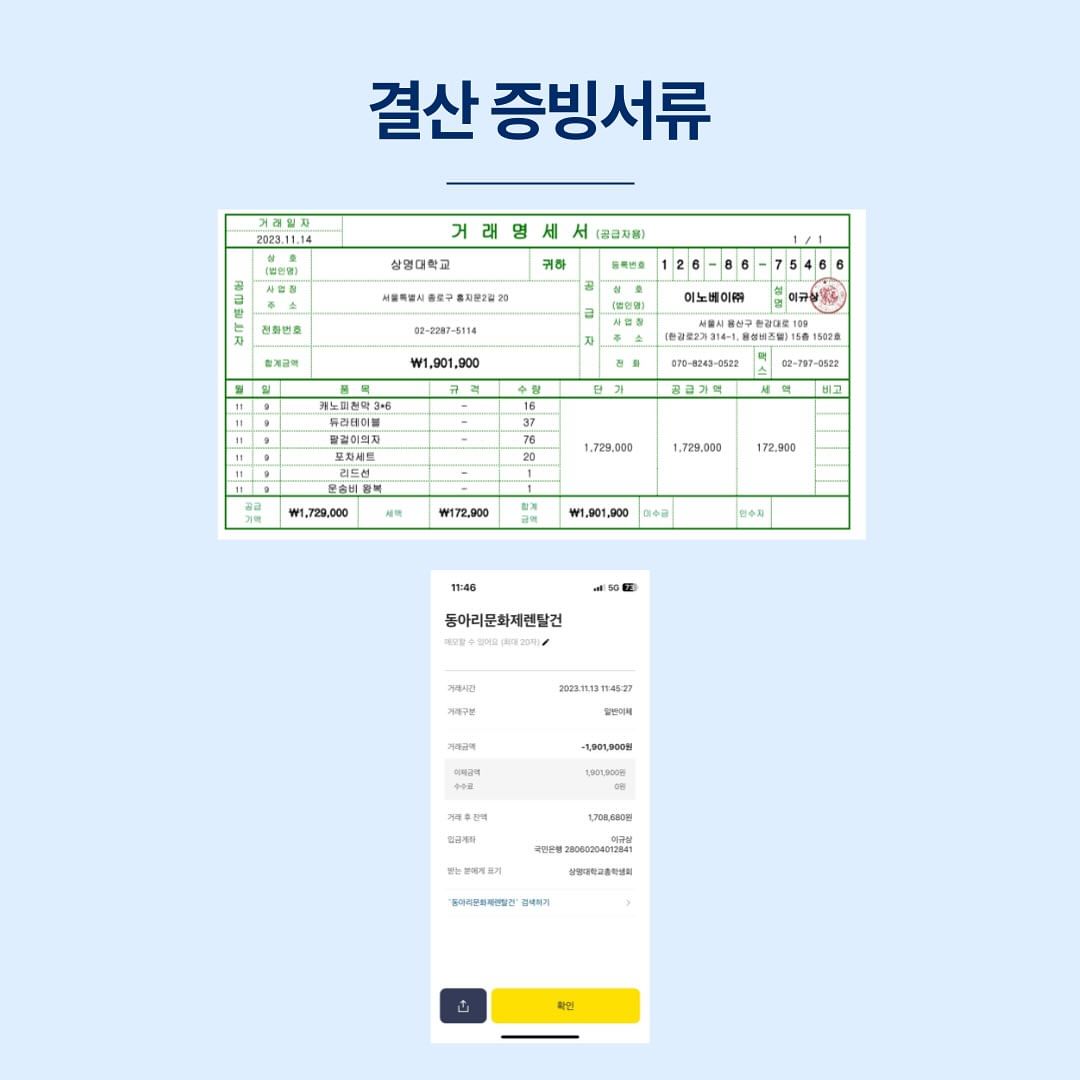 결산 증빙서류
거래일자
2023.11.14
거 래 명 세 서 (공급자용)
1 / 1
공급받는자
상 호
(법인명)
상명대학교 귀하
사업장
주 소
서울특별시 종로구 홍지문2길 20
전화번호
02-2287-5114
합계금액
₩1,901,900
공급자
등록번호
126-86-75466
상 호
(법인명)
이노베이㈜
성명
이규상
사업장
주 소
서울시 용산구 한강대로 109
(한강로2가 314-1, 용성비즈텔) 15층 1502호
전 화
070-8243-0522
팩스
02-797-0522
월 일 품 목 규 격 수 량 단 가 공급가액 세 액 비고
11 9 캐노피천막 3*6 - 16
11 9 듀라테이블 - 37
11 9 팔걸이의자 - 76
11 9 포차세트 20
11 9 리드선 - 1
11 9 운송비 왕복 - 1
1,729,000 1,729,000 172,900
공급가액 ₩1,729,000 세액 ₩172,900 합계금액 ₩1,901,900 미수금 인수자
11:46 5G 73
동아리문화제렌탈건
메모할 수 있어요 (최대 20자)
거래시간 2023.11.13 11:45:27
거래구분 일반이체
거래금액 -1,901,900원
이체금액 1,901,900원
수수료 0원
거래 후 잔액 1,708,680원
입금계좌 이규상
국민은행 28060204012841
받는 분에게 표기 상명대학교총학생회
'동아리문화제렌탈건' 검색하기
확인